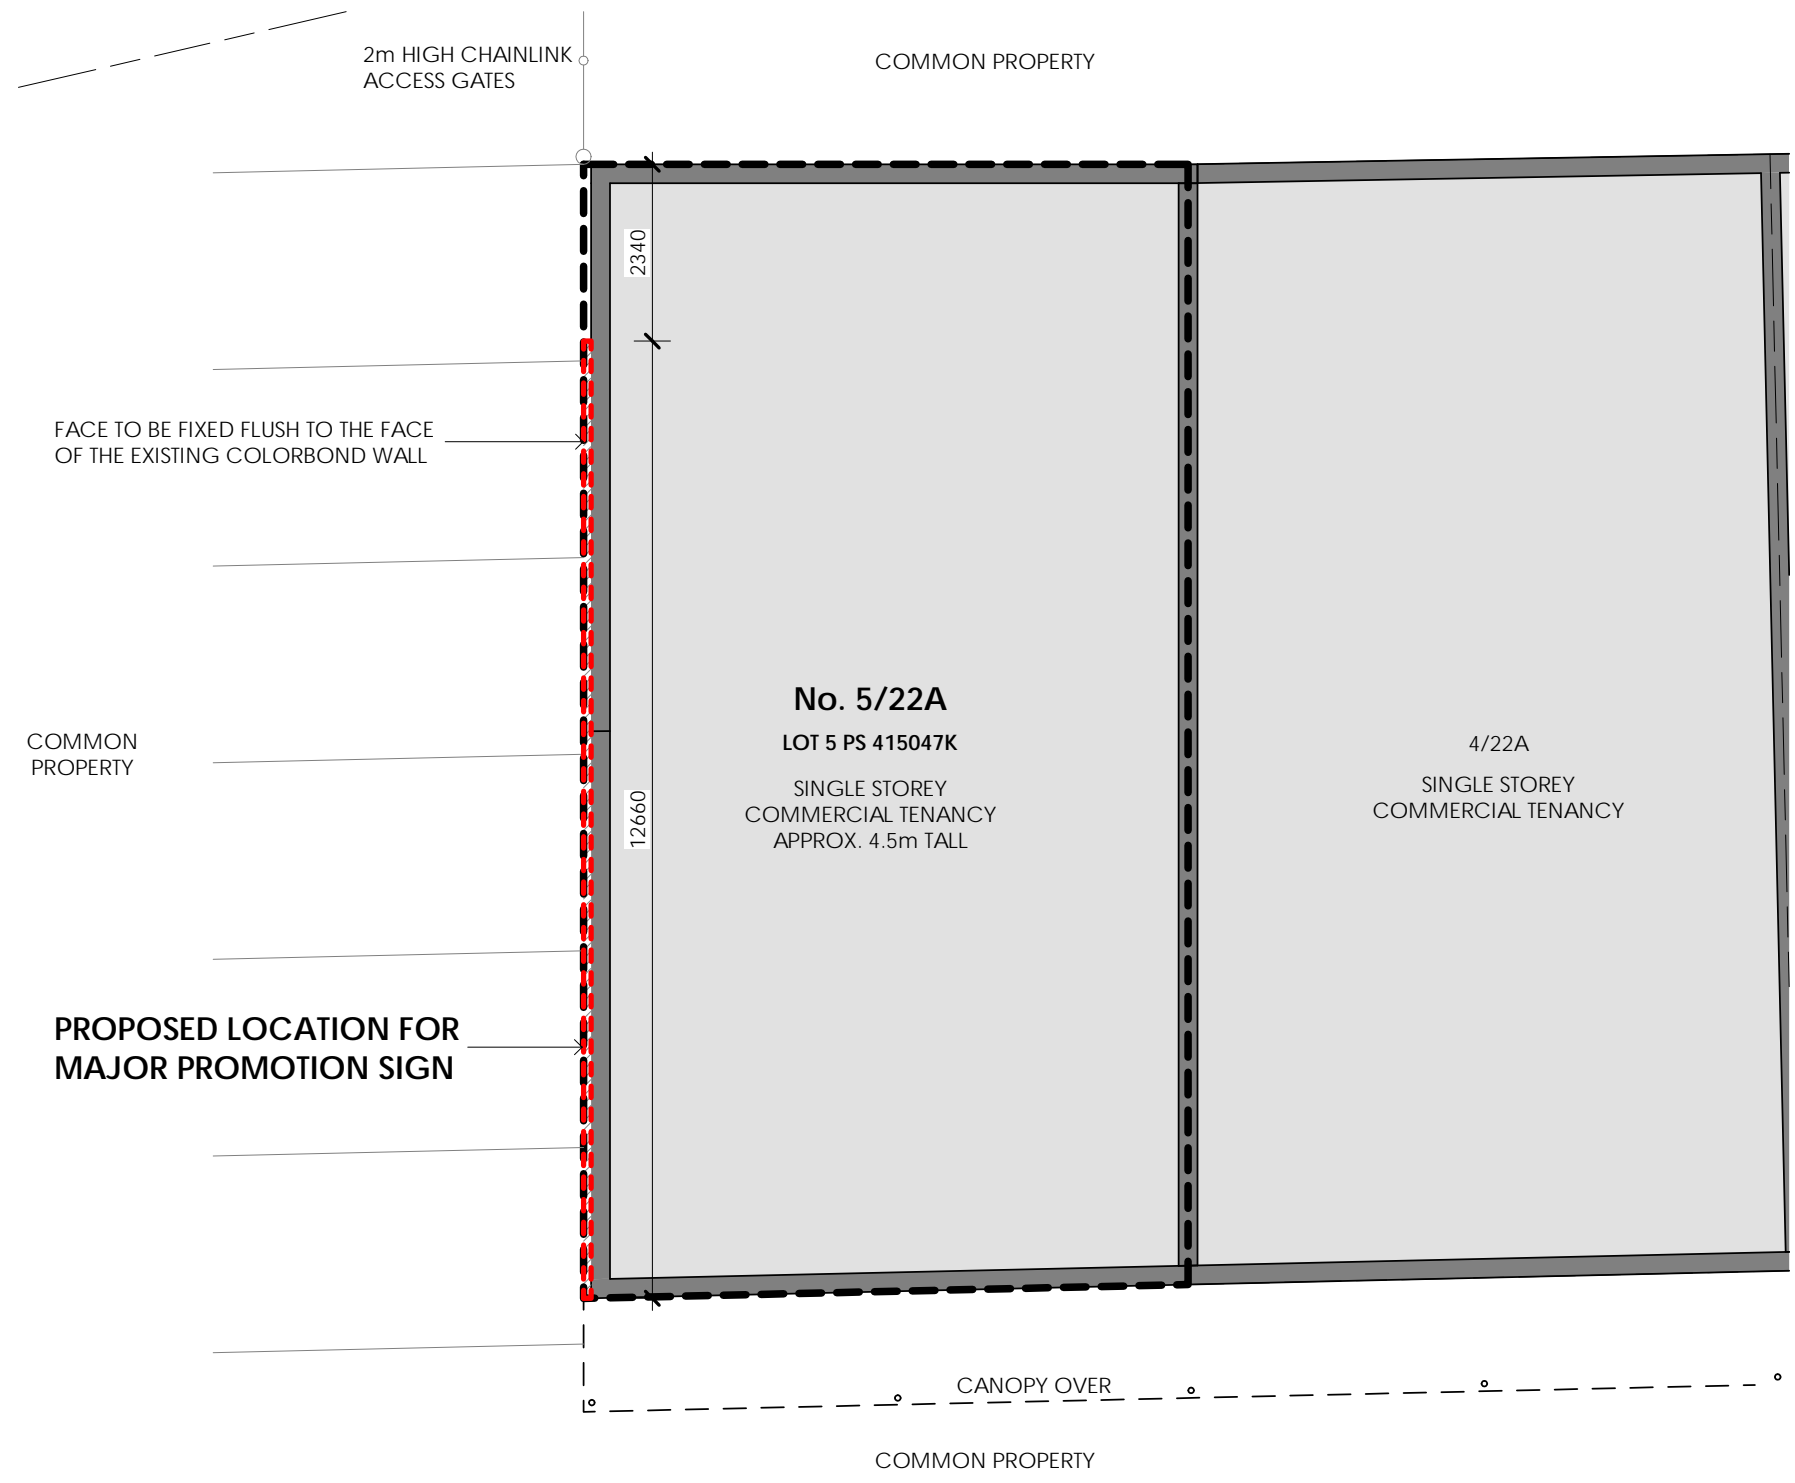 2m HIGH CHAINLINK
ACCESS GATES
COMMON PROPERTY
2340
FACE TO BE FIXED FLUSH TO THE FACE
OF THE EXISTING COLORBOND WALL
No. 5/22A
LOT 5 PS 415047K
SINGLE STOREY
COMMERCIAL TENANCY
APPROX. 4.5m TALL
4/22A
SINGLE STOREY
COMMERCIAL TENANCY
COMMON
PROPERTY
12660
PROPOSED LOCATION FOR
MAJOR PROMOTION SIGN
CANOPY OVER
COMMON PROPERTY